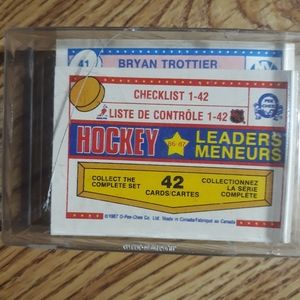 41
BRYAN TROTTIER
CHECKLIST 1-42
LISTE DE CONTRÔLE 1-42
HOCKEY 86-87 LEADERS
MENEURS
COLLECT THE
COMPLETE SET
42
CARDS/CARTES
COLLECTIONNEZ
LA SÉRIE
COMPLÈTE
©1987 O-Pee-Chee Co. Ltd. Made in Canada/Fabriqué au Canada